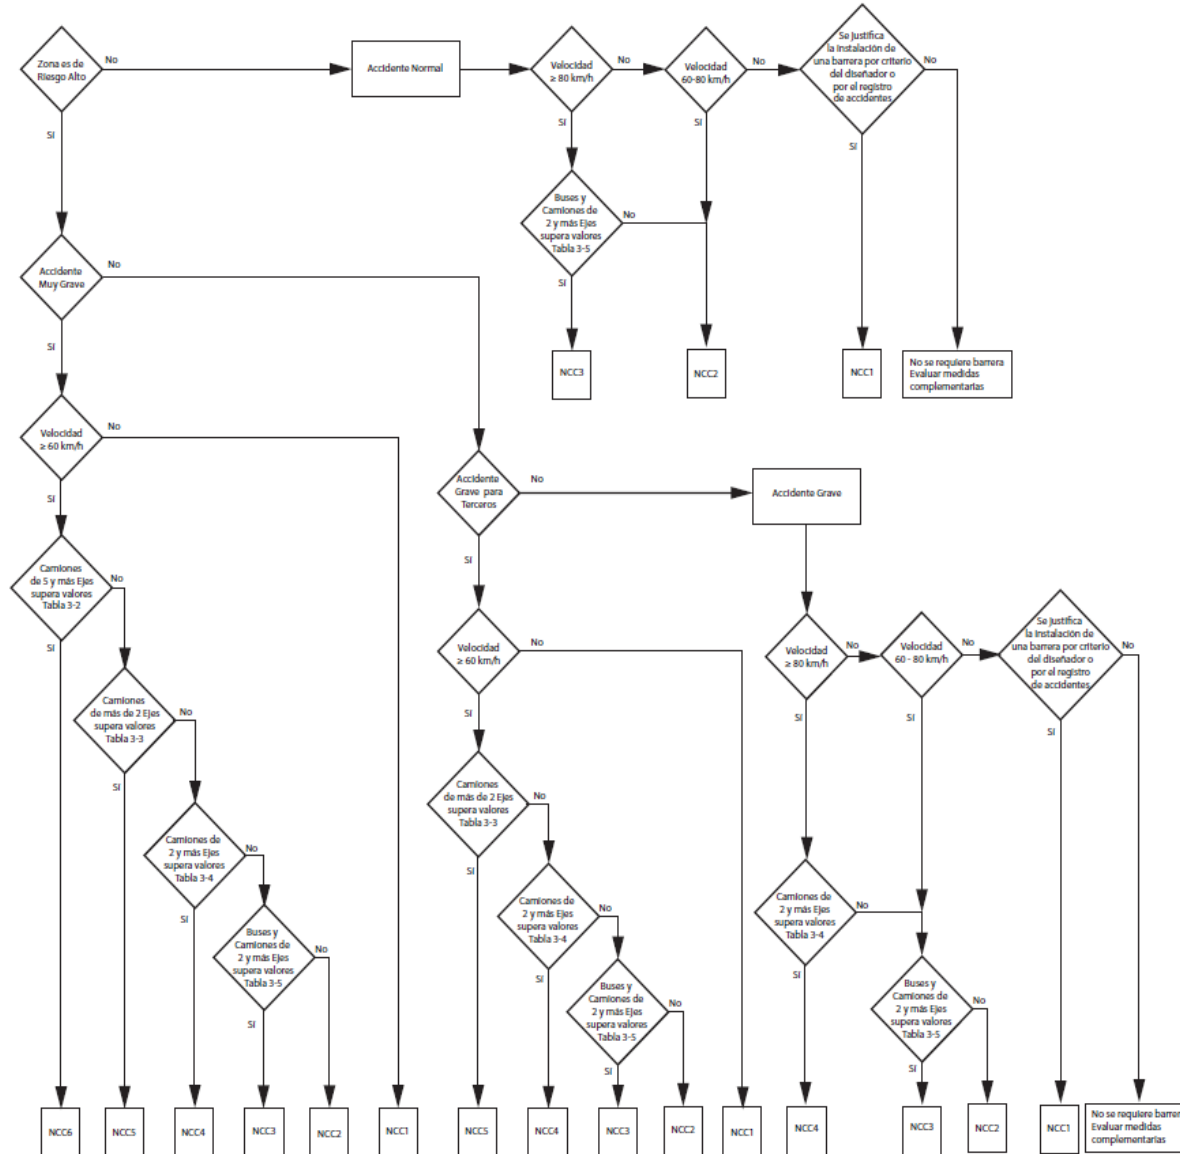 Zona es de
Riesgo Alto
No
Accidente Normal
Velocidad
≥ 80 km/h
No
Velocidad
60-80 km/h
No
Se justifica
la instalación de
una barrera por criterio
del diseñador o
por el registro
de accidentes
No
SI
SI
SI
SI
Buses y
Camiones de
2 y más Ejes
supera valores
Tabla 3-5
No
SI
NCC3
NCC2
NCC1
No se requiere barrera
Evaluar medidas
complementarias
Accidente
Muy Grave
No
SI
Velocidad
≥ 60 km/h
No
SI
Accidente
Grave para
Terceros
No
Accidente Grave
SI
Camiones
de 5 y más Ejes
supera valores
Tabla 3-2
No
SI
Velocidad
≥ 60 km/h
No
SI
Velocidad
≥ 80 km/h
No
Velocidad
60 - 80 km/h
No
Se justifica
la instalación de
una barrera por criterio
del diseñador o
por el registro
de accidentes
No
SI
SI
SI
Camiones
de más de 2 Ejes
supera valores
Tabla 3-3
No
SI
Camiones
de más de 2 Ejes
supera valores
Tabla 3-3
No
SI
Camiones de
2 y más Ejes
supera valores
Tabla 3-4
No
SI
Camiones de
2 y más Ejes
supera valores
Tabla 3-4
No
SI
Camiones de
2 y más Ejes
supera valores
Tabla 3-4
No
SI
Buses y
Camiones de
2 y más Ejes
supera valores
Tabla 3-5
No
SI
Buses y
Camiones de
2 y más Ejes
supera valores
Tabla 3-5
No
SI
Buses y
Camiones de
2 y más Ejes
supera valores
Tabla 3-5
No
SI
NCC6
NCC5
NCC4
NCC3
NCC2
NCC1
NCC5
NCC4
NCC3
NCC2
NCC1
NCC4
NCC3
NCC2
NCC1
No se requiere barrera
Evaluar medidas
complementarias